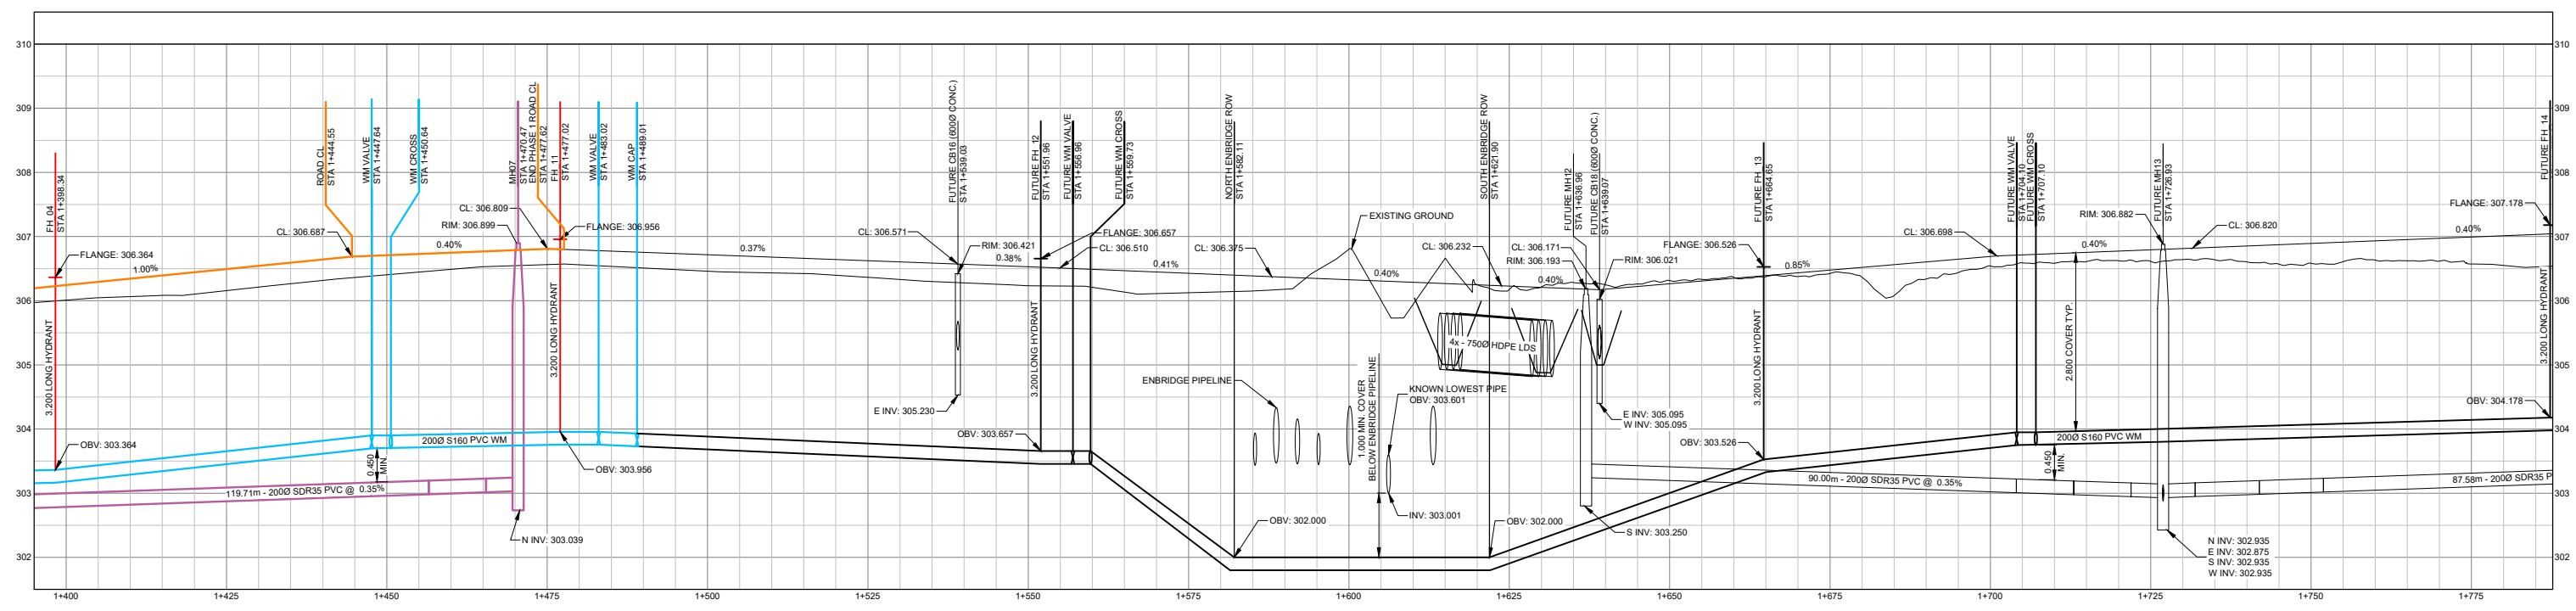 310
309
308
307
306
305
304
303
302
310
309
308
307
306
305
304
303
302
1+400
1+425
1+450
1+475
1+500
1+525
1+550
1+575
1+600
1+625
1+650
1+675
1+700
1+725
1+750
1+775
FH 04
STA 1+398.34
FLANGE: 306.364
1.00%
3.200 LONG HYDRANT
OBV: 303.364
119.71m - 200Ø SDR35 PVC @ 0.35%
ROAD CL
STA 1+444.55
CL: 306.687
WM VALVE
STA 1+447.64
WM CROSS
STA 1+450.64
0.40%
0.450
MIN.
200Ø S160 PVC WM
MH07
STA 1+470.47
END PHASE 1 ROAD CL
STA 1+477.62
FH 11
STA 1+477.02
CL: 306.809
RIM: 306.899
FLANGE: 306.956
3.200 LONG HYDRANT
OBV: 303.956
N INV: 303.039
WM VALVE
STA 1+483.02
WM CAP
STA 1+489.01
0.37%
FUTURE CB16 (600Ø CONC.)
STA 1+539.03
CL: 306.571
RIM: 306.421
E INV: 305.230
0.38%
FUTURE FH 12
STA 1+551.96
FUTURE WM VALVE
STA 1+556.96
FUTURE WM CROSS
STA 1+559.73
FLANGE: 306.657
CL: 306.510
3.200 LONG HYDRANT
OBV: 303.657
0.41%
NORTH ENBRIDGE ROW
STA 1+582.11
CL: 306.375
EXISTING GROUND
ENBRIDGE PIPELINE
OBV: 302.000
1.000 MIN. COVER
BELOW ENBRIDGE PIPELINE
KNOWN LOWEST PIPE
OBV: 303.601
INV: 303.001
0.40%
SOUTH ENBRIDGE ROW
STA 1+621.90
CL: 306.232
4x - 750Ø HDPE LDS
OBV: 302.000
0.40%
FUTURE MH12
STA 1+636.96
FUTURE CB18 (600Ø CONC.)
STA 1+639.07
CL: 306.171
RIM: 306.193
RIM: 306.021
E INV: 305.095
W INV: 305.095
S INV: 303.250
FUTURE FH 13
STA 1+664.65
FLANGE: 306.526
0.85%
3.200 LONG HYDRANT
OBV: 303.526
90.00m - 200Ø SDR35 PVC @ 0.35%
FUTURE WM VALVE
STA 1+704.10
FUTURE WM CROSS
STA 1+707.10
CL: 306.698
0.40%
2.800 COVER TYP.
0.450
MIN.
200Ø S160 PVC WM
FUTURE MH13
STA 1+726.93
RIM: 306.882
CL: 306.820
N INV: 302.935
E INV: 302.875
S INV: 302.935
W INV: 302.935
0.40%
FUTURE FH 14
FLANGE: 307.178
3.200 LONG HYDRANT
OBV: 304.178
87.58m - 200Ø SDR35 P